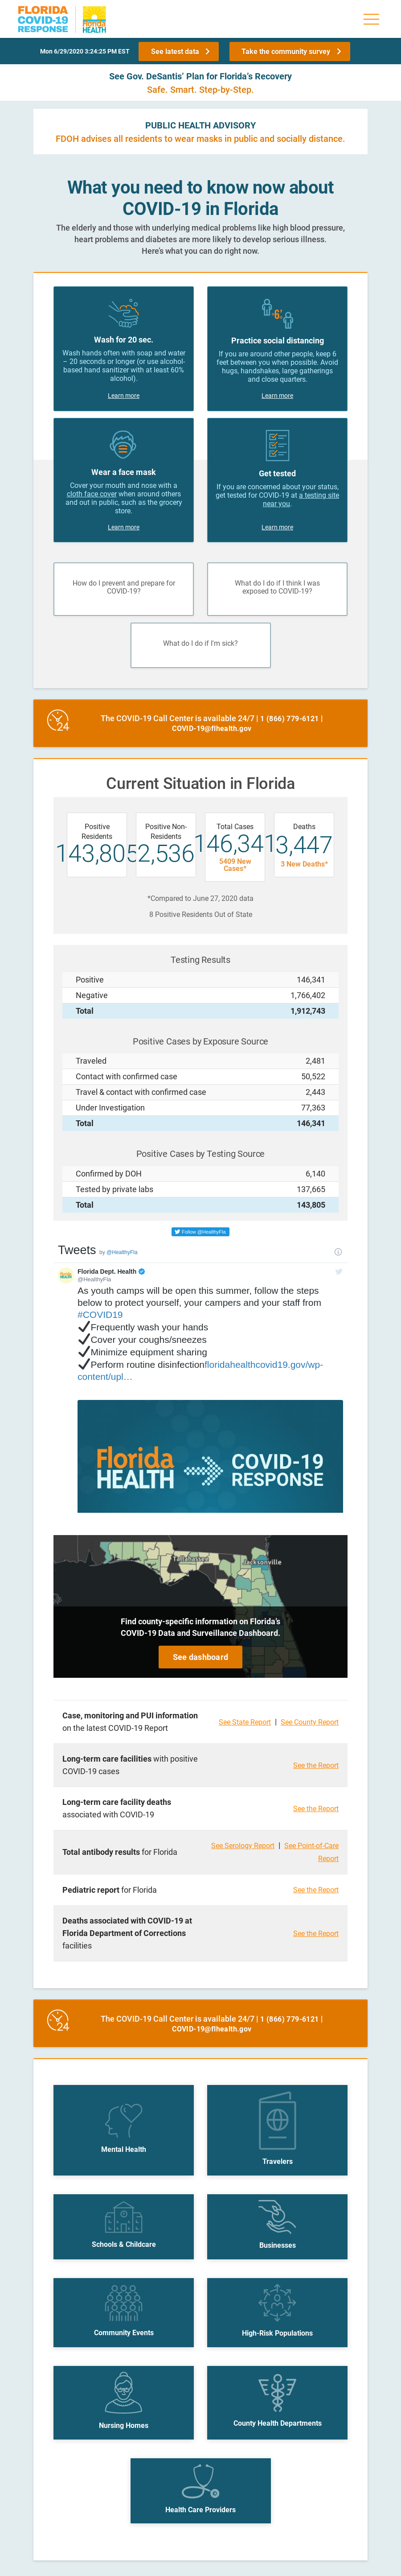 FLORIDA
COVID-19
RESPONSE
Florida
HEALTH
Mon 6/29/2020 3:24:25 PM EST
See latest data
Take the community survey
See Gov. DeSantis’ Plan for Florida’s Recovery
Safe. Smart. Step-by-Step.
PUBLIC HEALTH ADVISORY
FDOH advises all residents to wear masks in public and socially distance.
What you need to know now about
COVID-19 in Florida
The elderly and those with underlying medical problems like high blood pressure,
heart problems and diabetes are more likely to develop serious illness.
Here’s what you can do right now.
Wash for 20 sec.
Wash hands often with soap and water
– 20 seconds or longer (or use alcohol-
based hand sanitizer with at least 60%
alcohol).
Learn more
6'
Practice social distancing
If you are around other people, keep 6
feet between you when possible. Avoid
hugs, handshakes, large gatherings
and close quarters.
Learn more
Wear a face mask
Cover your mouth and nose with a
cloth face cover when around others
and out in public, such as the grocery
store.
Learn more
Get tested
If you are concerned about your status,
get tested for COVID-19 at a testing site
near you.
Learn more
How do I prevent and prepare for
COVID-19?
What do I do if I think I was
exposed to COVID-19?
What do I do if I'm sick?
24
The COVID-19 Call Center is available 24/7 | 1 (866) 779-6121 |
COVID-19@flhealth.gov
Current Situation in Florida
Positive
Residents
143,805
Positive Non-
Residents
2,536
Total Cases
146,341
5409 New
Cases*
Deaths
3,447
3 New Deaths*
*Compared to June 27, 2020 data
8 Positive Residents Out of State
Testing Results
Positive 146,341
Negative 1,766,402
Total 1,912,743
Positive Cases by Exposure Source
Traveled 2,481
Contact with confirmed case 50,522
Travel & contact with confirmed case 2,443
Under Investigation 77,363
Total 146,341
Positive Cases by Testing Source
Confirmed by DOH 6,140
Tested by private labs 137,665
Total 143,805
Follow @HealthyFla
Tweets by @HealthyFla
Florida Dept. Health
@HealthyFla
As youth camps will be open this summer, follow the steps
below to protect yourself, your campers and your staff from
#COVID19
✔Frequently wash your hands
✔Cover your coughs/sneezes
✔Minimize equipment sharing
✔Perform routine disinfectionfloridahealthcovid19.gov/wp-
content/upl…
Florida
HEALTH
COVID-19
RESPONSE
Tallahassee
Jacksonville
Find county-specific information on Florida’s
COVID-19 Data and Surveillance Dashboard.
See dashboard
Case, monitoring and PUI information
on the latest COVID-19 Report
See State Report | See County Report
Long-term care facilities with positive
COVID-19 cases
See the Report
Long-term care facility deaths
associated with COVID-19
See the Report
Total antibody results for Florida
See Serology Report | See Point-of-Care
Report
Pediatric report for Florida
See the Report
Deaths associated with COVID-19 at
Florida Department of Corrections
facilities
See the Report
24
The COVID-19 Call Center is available 24/7 | 1 (866) 779-6121 |
COVID-19@flhealth.gov
Mental Health
Travelers
Schools & Childcare
Businesses
Community Events
High-Risk Populations
Nursing Homes
County Health Departments
Health Care Providers